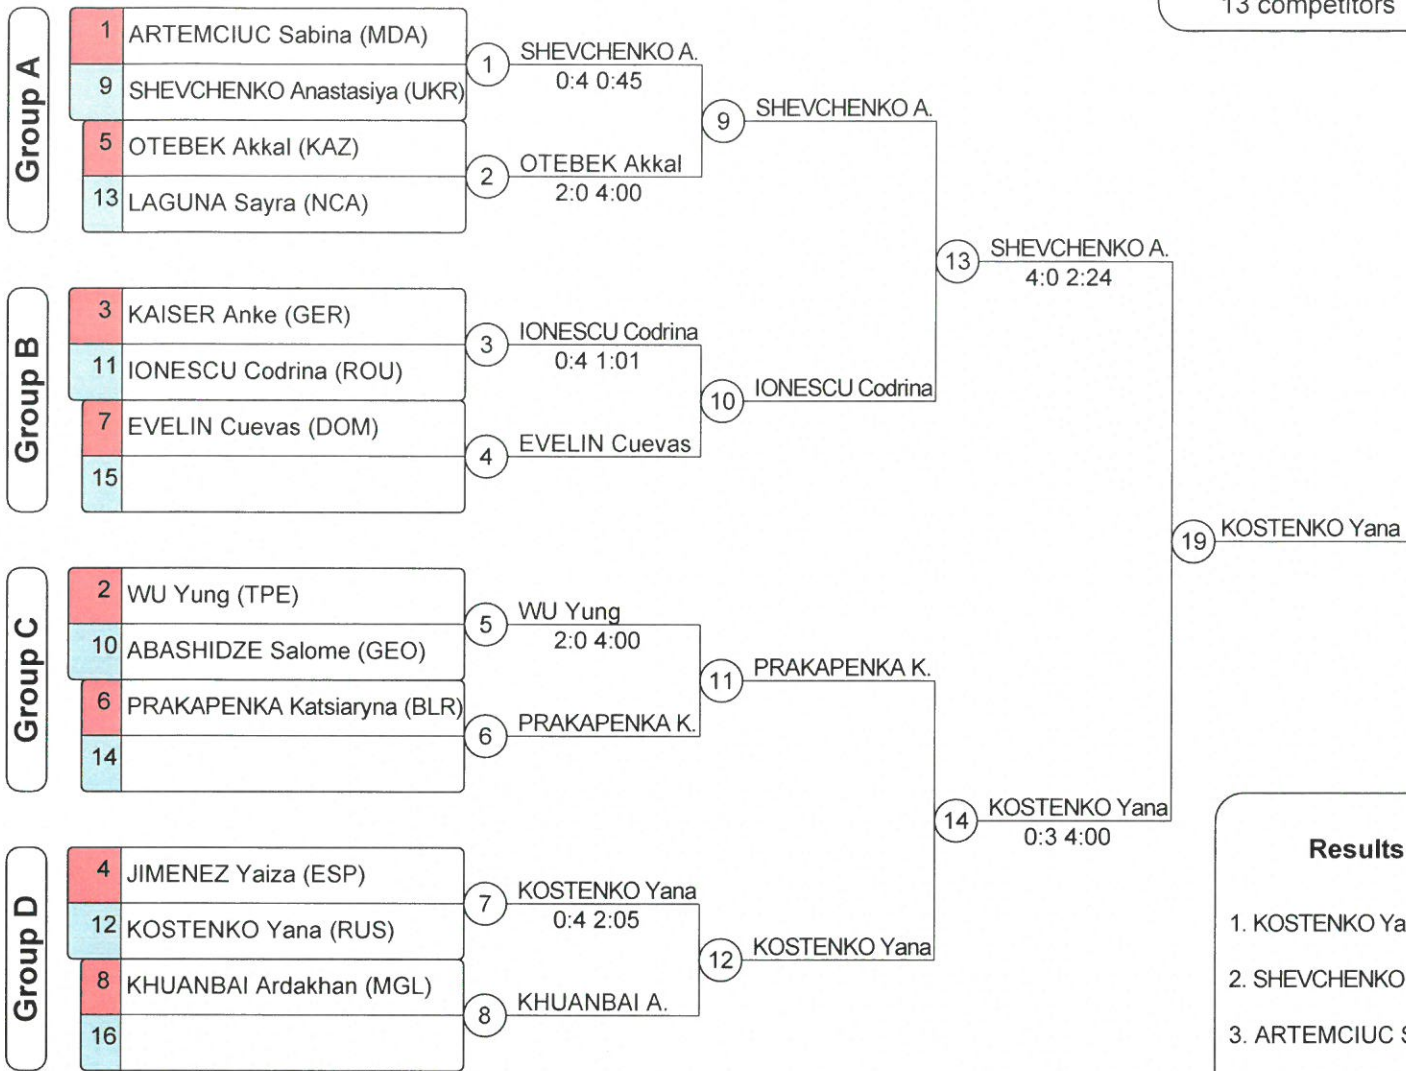 13 competitors
Group A
1 ARTEMCIUC Sabina (MDA)
9 SHEVCHENKO Anastasiya (UKR)
5 OTEBEK Akkal (KAZ)
13 LAGUNA Sayra (NCA)
1 SHEVCHENKO A.
0:4 0:45
2 OTEBEK Akkal
2:0 4:00
9 SHEVCHENKO A.
13 SHEVCHENKO A.
4:0 2:24
Group B
3 KAISER Anke (GER)
11 IONESCU Codrina (ROU)
7 EVELIN Cuevas (DOM)
15
3 IONESCU Codrina
0:4 1:01
4 EVELIN Cuevas
10 IONESCU Codrina
19 KOSTENKO Yana
Group C
2 WU Yung (TPE)
10 ABASHIDZE Salome (GEO)
6 PRAKAPENKA Katsiaryna (BLR)
14
5 WU Yung
2:0 4:00
6 PRAKAPENKA K.
11 PRAKAPENKA K.
14 KOSTENKO Yana
0:3 4:00
Group D
4 JIMENEZ Yaiza (ESP)
12 KOSTENKO Yana (RUS)
8 KHUANBAI Ardakhan (MGL)
16
7 KOSTENKO Yana
0:4 2:05
8 KHUANBAI A.
12 KOSTENKO Yana
Results
1. KOSTENKO Ya
2. SHEVCHENKO
3. ARTEMCIUC S